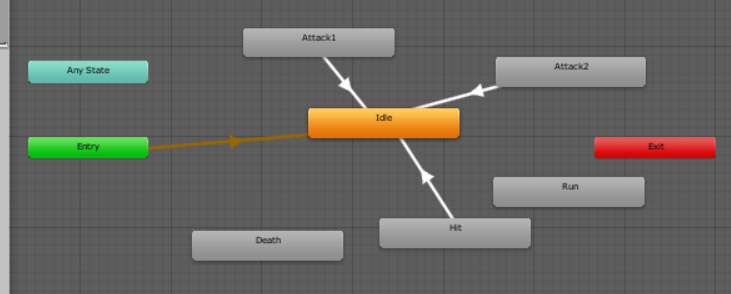 Attack1
Attack2
Any State
Idle
Entry
Exit
Run
Hit
Death